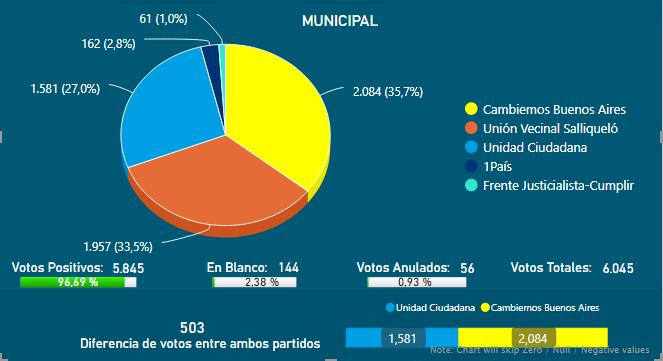 MUNICIPAL
61 (1,0%)
162 (2,8%)
1.581 (27,0%)
2.084 (35,7%)
1.957 (33,5%)
Cambiemos Buenos Aires
Unión Vecinal Salliqueló
Unidad Ciudadana
1País
Frente Justicialista-Cumplir
Votos Positivos: 5.845
96,69 %
En Blanco: 144
2,38 %
Votos Anulados: 56
0,93 %
Votos Totales: 6.045
503
Diferencia de votos entre ambos partidos
Unidad Ciudadana Cambiemos Buenos Aires
1,581 2,084
Note: Chart will skip Zero / Null / Negative values